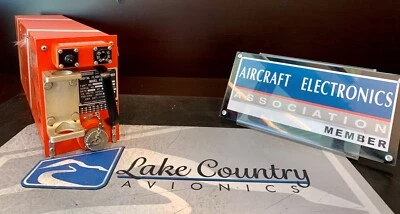 AIRCRAFT ELECTRONICS
ASSOCIATION
MEMBER
Lake Country
AVIONICS